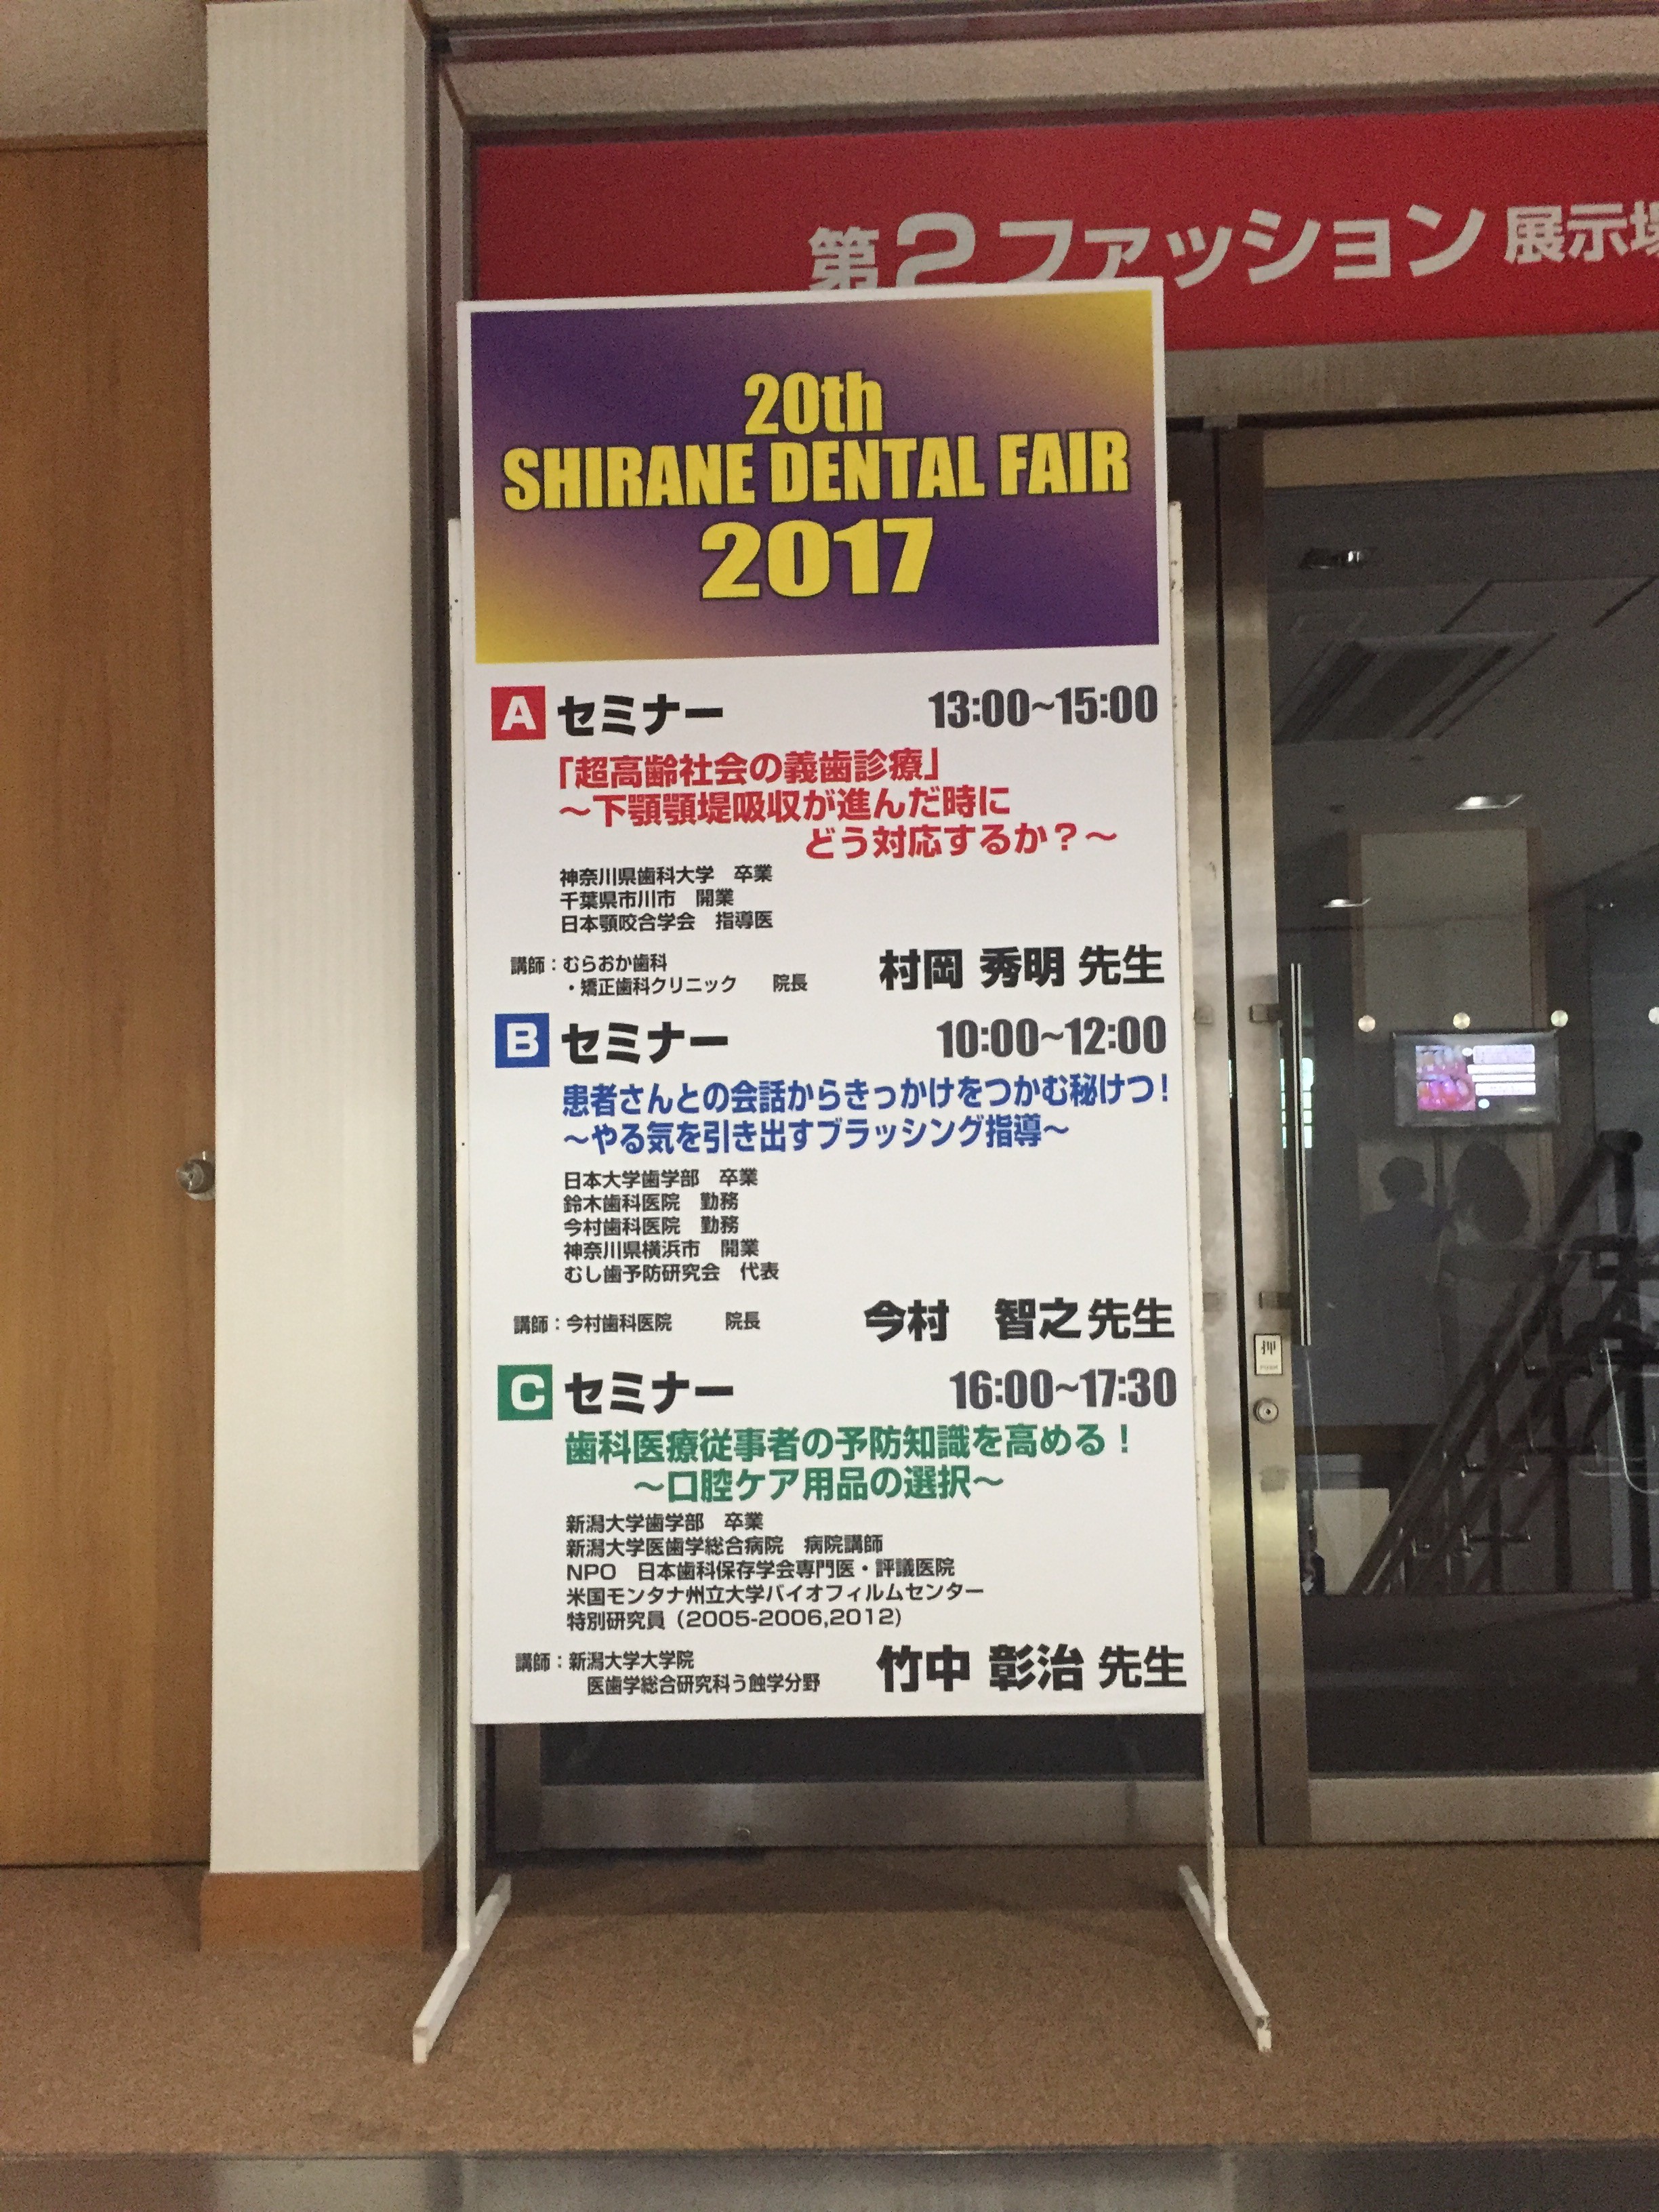 第2ファッション 展示場
20th
SHIRANE DENTAL FAIR
2017
A セミナー 13:00~15:00
「超高齢社会の義歯診療」
～下顎顎堤吸収が進んだ時に
どう対応するか？～
神奈川県歯科大学 卒業
千葉県市川市 開業
日本顎咬合学会 指導医
講師：むらおか歯科
・矯正歯科クリニック 院長 村岡 秀明 先生
B セミナー 10:00~12:00
患者さんとの会話からきっかけをつかむ秘けつ！
～やる気を引き出すブラッシング指導～
日本大学歯学部 卒業
鈴木歯科医院 勤務
今村歯科医院 勤務
神奈川県横浜市 開業
むし歯予防研究会 代表
講師：今村歯科医院 院長 今村 智之 先生
C セミナー 16:00~17:30
歯科医療従事者の予防知識を高める！
～口腔ケア用品の選択～
新潟大学歯学部 卒業
新潟大学医歯学総合病院 病院講師
NPO 日本歯科保存学会専門医・評議医院
米国モンタナ州立大学バイオフィルムセンター
特別研究員（2005-2006,2012）
講師：新潟大学大学院
医歯学総合研究科う蝕学分野 竹中 彰治 先生
押
PUSH